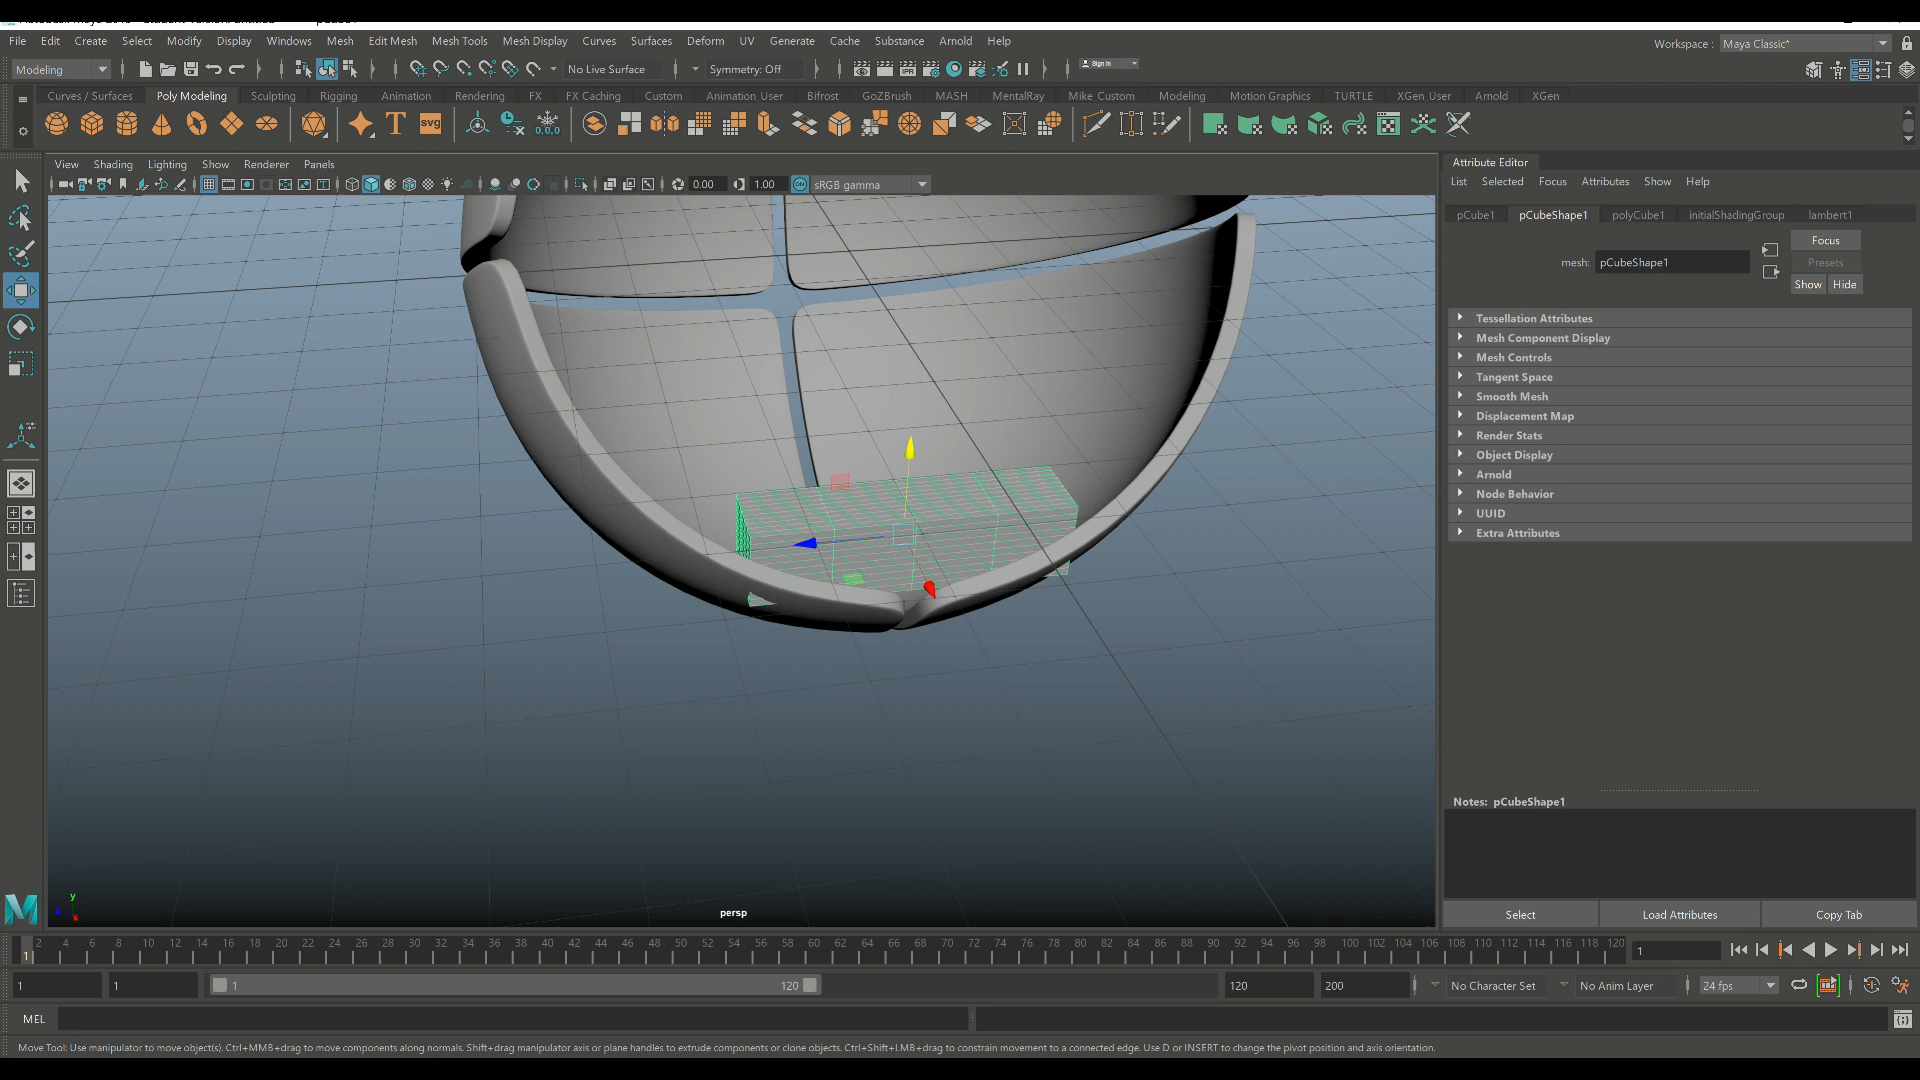 File Edit Create Select Modify Display Windows Mesh Edit Mesh Mesh Tools Mesh Display Curves Surfaces Deform UV Generate Cache Substance Arnold Help
Workspace : Maya Classic*
Modeling No Live Surface Symmetry: Off Sign In
Curves / Surfaces Poly Modeling Sculpting Rigging Animation Rendering FX FX Caching Custom Animation_User Bifrost GoZBrush MASH MentalRay Mike_Custom Modeling Motion Graphics TURTLE XGen_User Arnold XGen
T SVG 0,0,0
View Shading Lighting Show Renderer Panels
0.00 1.00 ON sRGB gamma
Attribute Editor
List Selected Focus Attributes Show Help
pCube1 pCubeShape1 polyCube1 initialShadingGroup lambert1
Focus
mesh: pCubeShape1
Presets
Show Hide
Tessellation Attributes
Mesh Component Display
Mesh Controls
Tangent Space
Smooth Mesh
Displacement Map
Render Stats
Object Display
Arnold
Node Behavior
UUID
Extra Attributes
Notes: pCubeShape1
y
persp
Select Load Attributes Copy Tab
2 4 6 8 10 12 14 16 18 20 22 24 26 28 30 32 34 36 38 40 42 44 46 48 50 52 54 56 58 60 62 64 66 68 70 72 74 76 78 80 82 84 86 88 90 92 94 96 98 100 102 104 106 108 110 112 114 116 118 120
1 1
1 1 1 120 120 200 No Character Set No Anim Layer 24 fps
MEL
Move Tool: Use manipulator to move object(s). Ctrl+MMB+drag to move components along normals. Shift+drag manipulator axis or plane handles to extrude components or clone objects. Ctrl+Shift+LMB+drag to constrain movement to a connected edge. Use D or INSERT to change the pivot position and axis orientation.